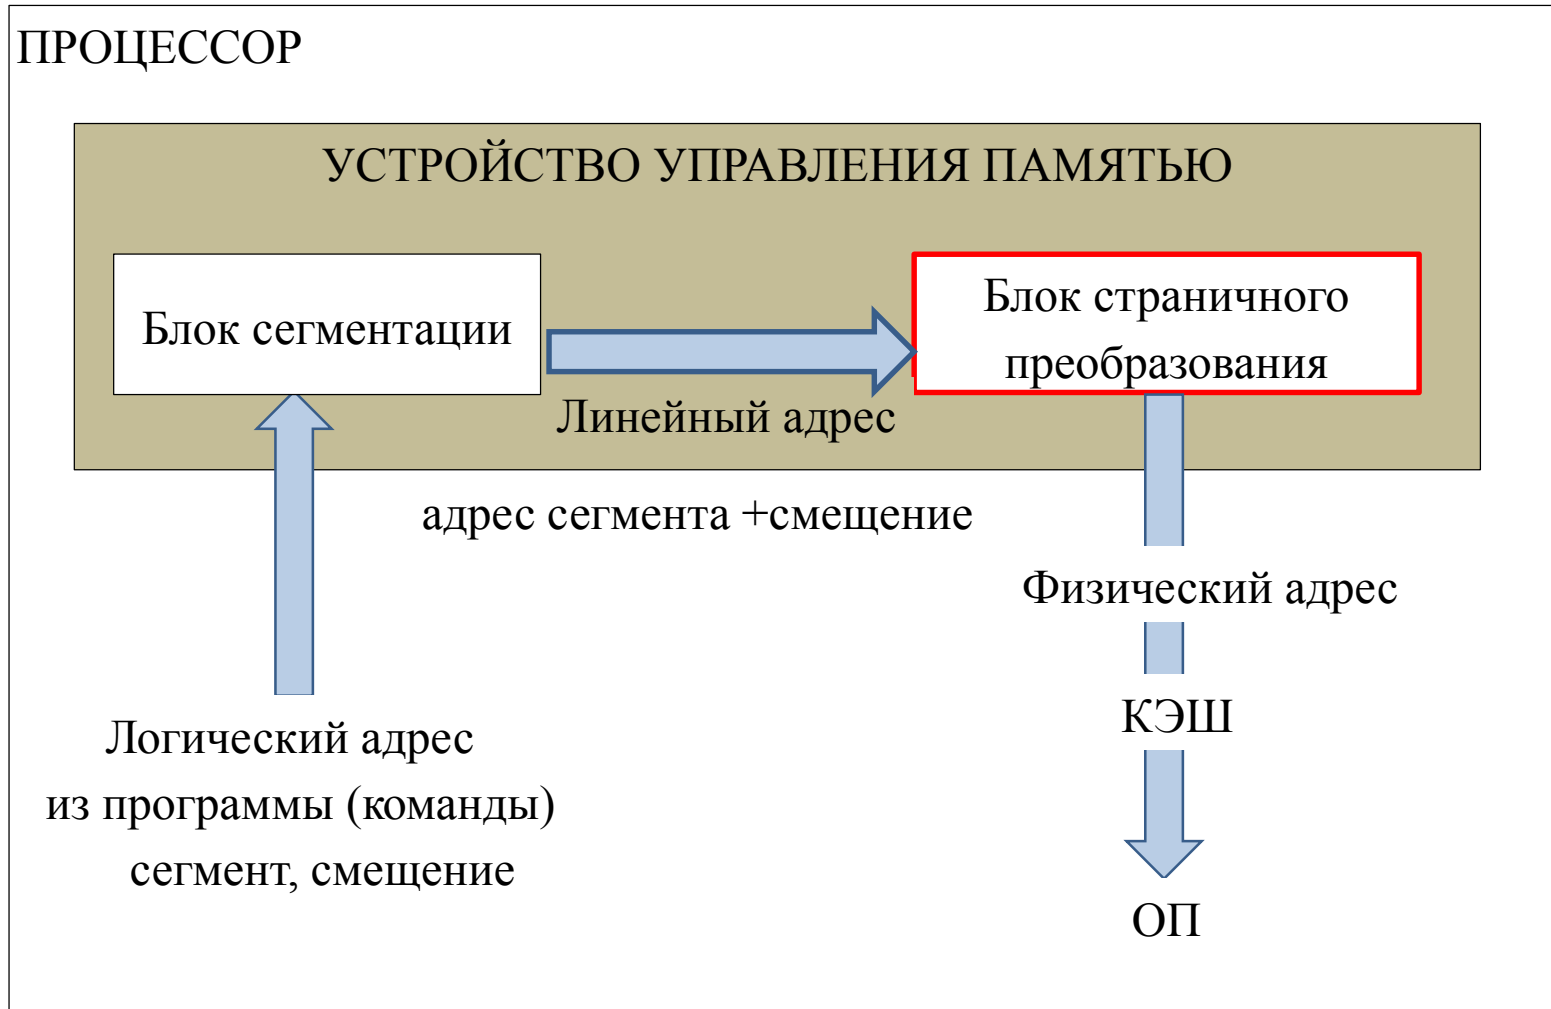 ПРОЦЕССОР
УСТРОЙСТВО УПРАВЛЕНИЯ ПАМЯТЬЮ
Блок сегментации
Блок страничного
преобразования
Линейный адрес
адрес сегмента +смещение
Физический адрес
КЭШ
Логический адрес
из программы (команды)
сегмент, смещение
ОП